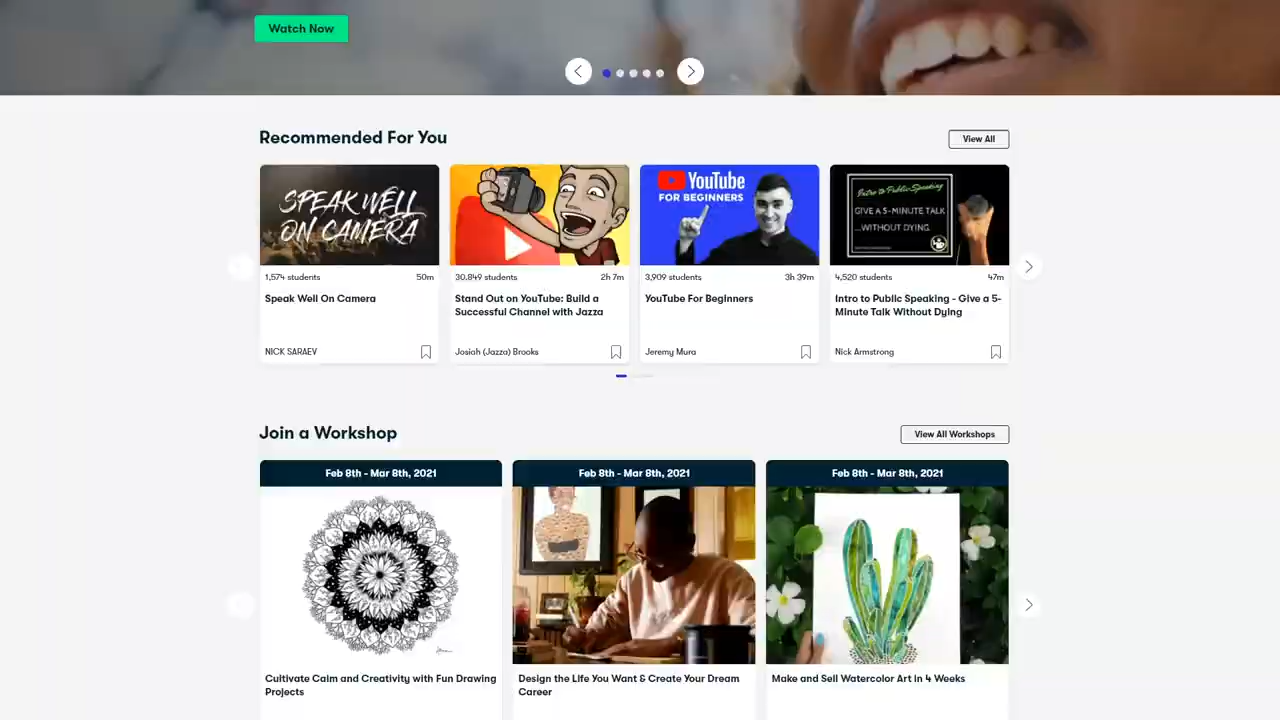 Watch Now
Recommended For You
View All
SPEAK WELL
ON CAMERA
YouTube
FOR BEGINNERS
Intro to Public Speaking
GIVE A 5-MINUTE TALK
...WITHOUT DYING.
1,574 students
50m
30,849 students
2h 7m
3,909 students
3h 39m
4,520 students
47m
Speak Well On Camera
Stand Out on YouTube: Build a
Successful Channel with Jazza
YouTube For Beginners
Intro to Public Speaking - Give a 5-
Minute Talk Without Dying
NICK SARAEV
Josiah (Jazza) Brooks
Jeremy Mura
Nick Armstrong
Join a Workshop
View All Workshops
Feb 8th - Mar 8th, 2021
Feb 8th - Mar 8th, 2021
Feb 8th - Mar 8th, 2021
Cultivate Calm and Creativity with Fun Drawing
Projects
Design the Life You Want & Create Your Dream
Career
Make and Sell Watercolor Art in 4 Weeks